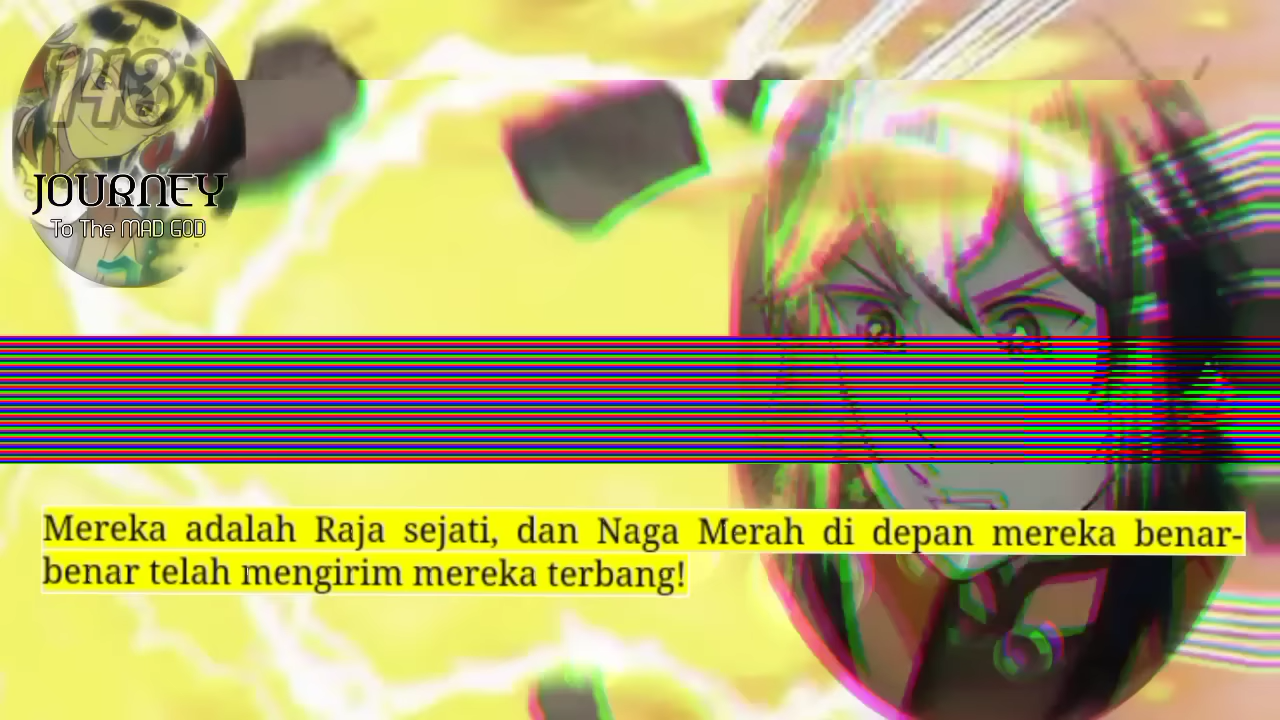 143
JOURNEY
To The MAD GOD
Mereka adalah Raja sejati, dan Naga Merah di depan mereka benar-
benar telah mengirim mereka terbang!